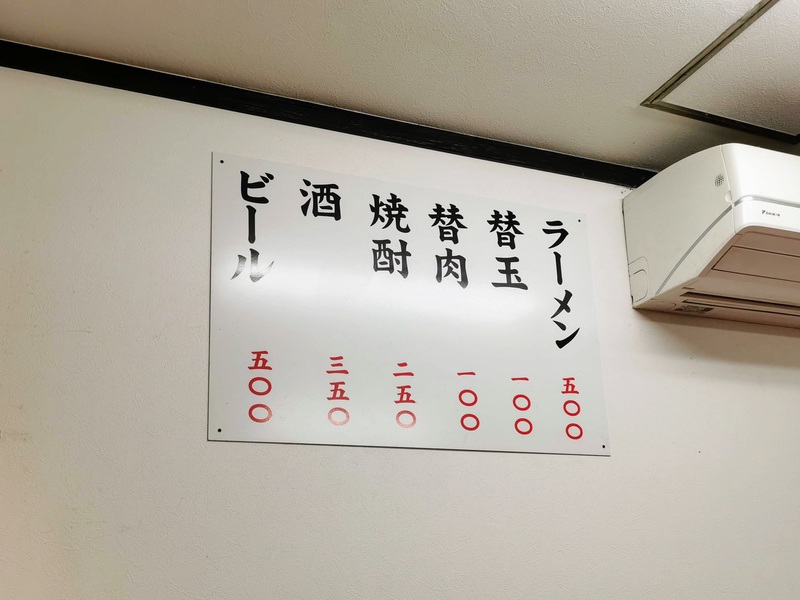 ラーメン 五〇〇
替玉 一〇〇
替肉 一〇〇
焼酎 二五〇
酒 三五〇
ビール 五〇〇
DAIKIN